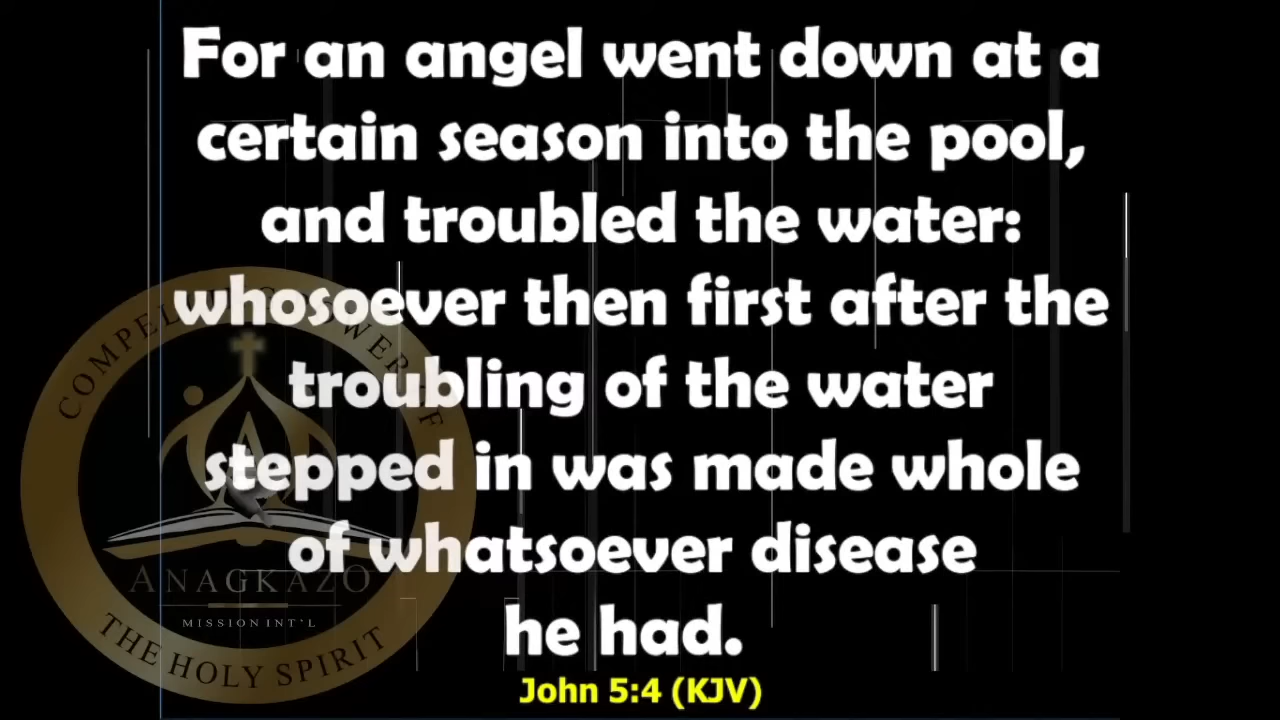 For an angel went down at a
certain season into the pool,
and troubled the water:
whosoever then first after the
troubling of the water
stepped in was made whole
of whatsoever disease
he had.
John 5:4 (KJV)
ANAGKAZO
MISSION INT'L
THE HOLY SPIRIT